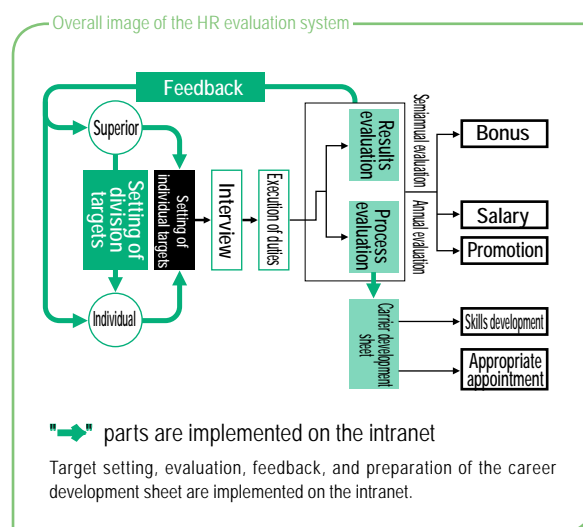 Overall image of the HR evaluation system
Feedback
Superior
Setting of
division
targets
Individual
Setting of
individual targets
Interview
Execution of duties
Results
evaluation
Process
evaluation
Semiannual evaluation
Annual evaluation
Bonus
Salary
Promotion
Carrier development
sheet
Skills development
Appropriate
appointment
"➡" parts are implemented on the intranet
Target setting, evaluation, feedback, and preparation of the career
development sheet are implemented on the intranet.